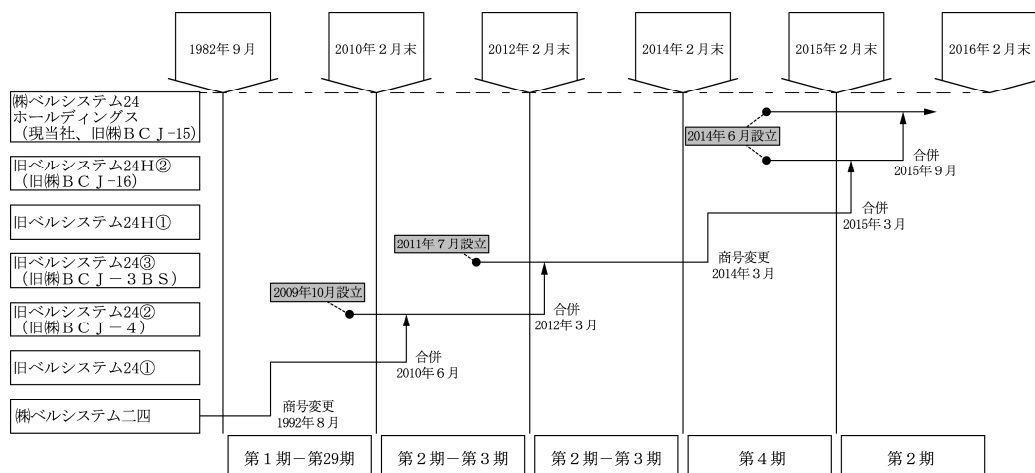 1982年９月
2010年２月末
2012年２月末
2014年２月末
2015年２月末
2016年２月末
㈱ベルシステム24
ホールディングス
（現当社、旧㈱ＢＣＪ-15）
2014年６月設立
合併
2015年９月
旧ベルシステム24H②
（旧㈱ＢＣＪ-16）
合併
2015年３月
旧ベルシステム24H①
2011年７月設立
商号変更
2014年３月
旧ベルシステム24③
（旧㈱ＢＣＪ－３ＢＳ）
2009年10月設立
合併
2012年３月
旧ベルシステム24②
（旧㈱ＢＣＪ－４）
合併
2010年６月
旧ベルシステム24①
商号変更
1992年８月
㈱ベルシステム二四
第１期－第29期
第２期－第３期
第２期－第３期
第４期
第２期